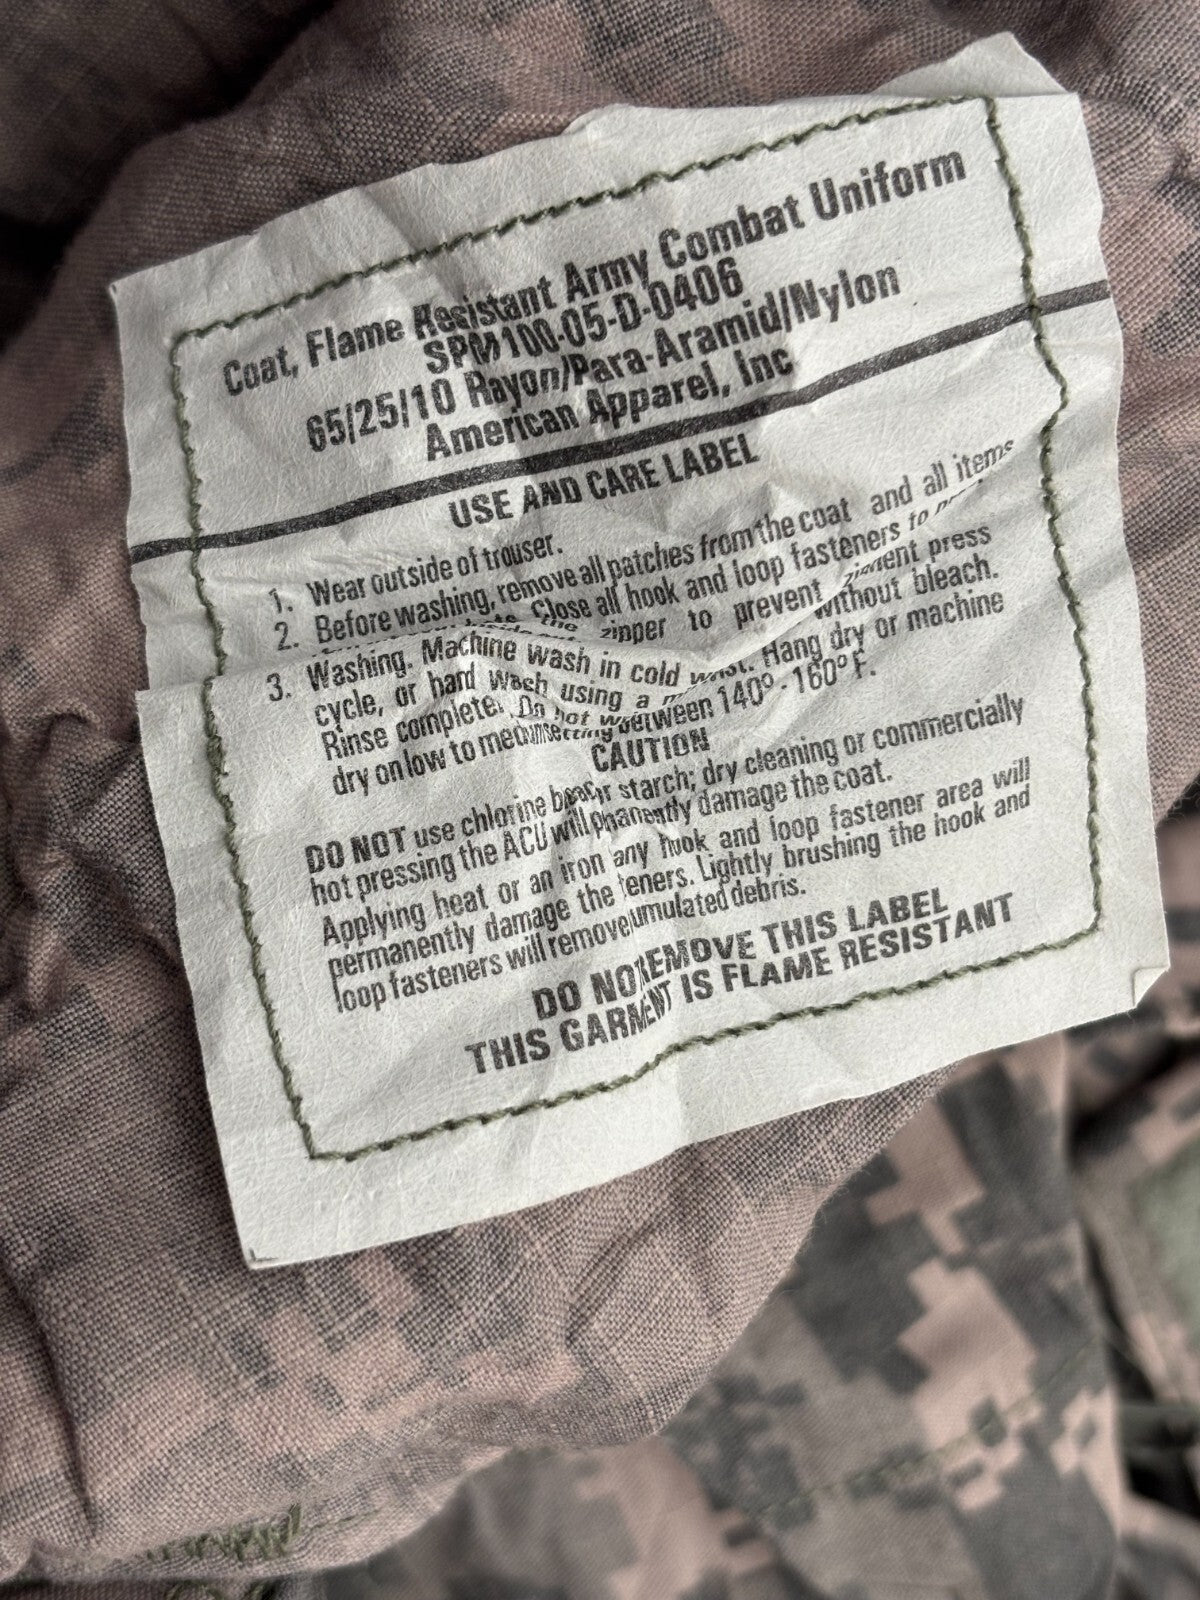 Coat, Flame Resistant Army Combat Uniform
SPM100-05-D-0406
65/25/10 Rayon/Para-Aramid/Nylon
American Apparel, Inc
USE AND CARE LABEL
1. Wear outside of trouser.
2. Before washing, remove all patches from the coat and all items
Close all hook and loop fasteners to
zipper to prevent
3. Washing. Machine wash in cold press
cycle, or hard wash using a without bleach.
Rinse Do not Hang dry or machine
dry on low to between 140° - 160° F.
CAUTION
DO NOT use chlorine starch; dry cleaning or commercially
hot pressing the ACU will damage the coat.
Applying heat or an iron any hook and loop fastener area will
permanently damage the Lightly brushing the hook and
loop fasteners will remove debris.
DO REMOVE THIS LABEL
THIS GARMENT IS FLAME RESISTANT